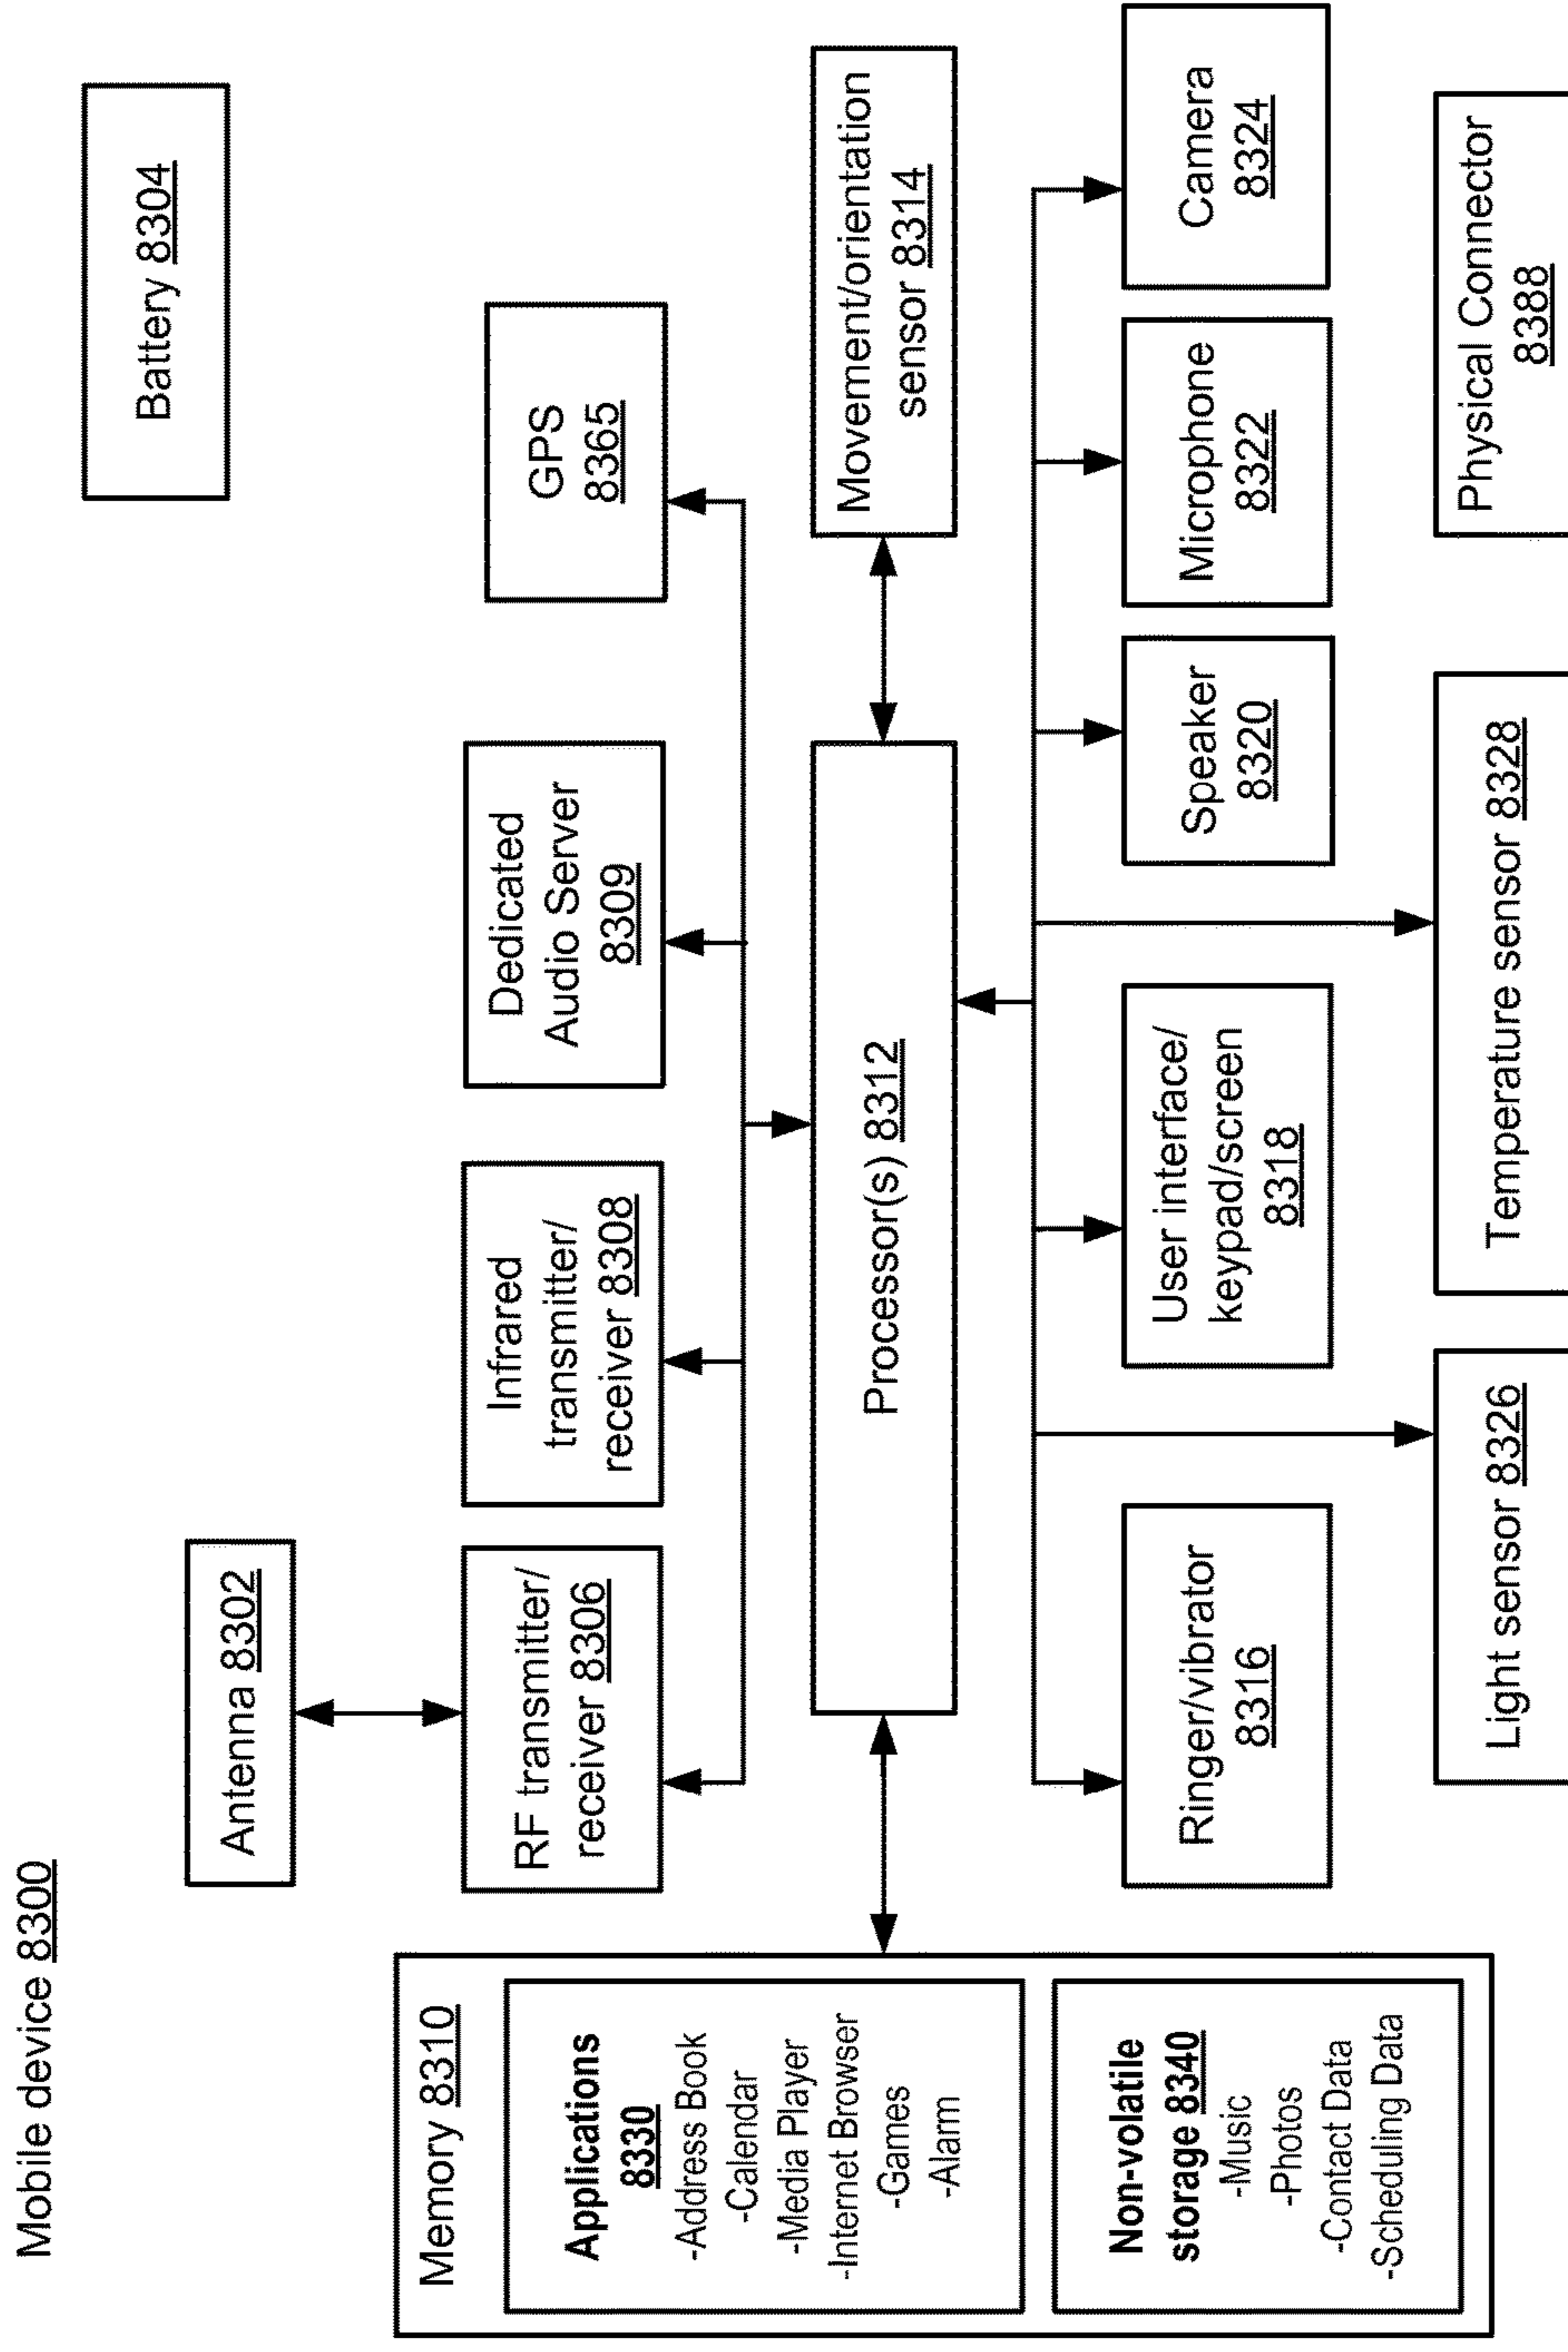 Mobile device 8300
Battery 8304
Antenna 8302
RF transmitter/
receiver 8306
Infrared
transmitter/
receiver 8308
Dedicated
Audio Server
8309
GPS
8365
Memory 8310
Applications
8330
-Address Book
-Calendar
-Media Player
-Internet Browser
-Games
-Alarm
Non-volatile
storage 8340
-Music
-Photos
-Contact Data
-Scheduling Data
Processor(s) 8312
Movement/orientation
sensor 8314
Ringer/vibrator
8316
User interface/
keypad/screen
8318
Speaker
8320
Microphone
8322
Camera
8324
Light sensor 8326
Temperature sensor 8328
Physical Connector
8388